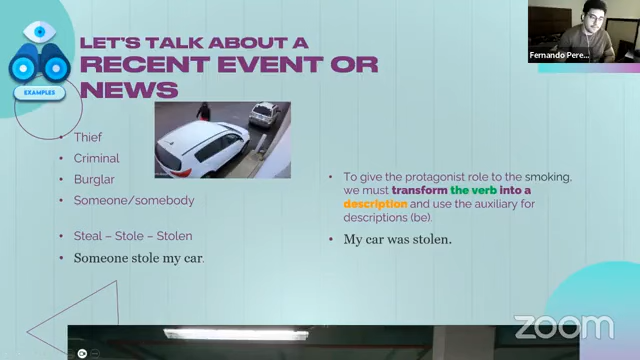 LET'S TALK ABOUT A
RECENT EVENT OR
NEWS
EXAMPLES
Fernando Pere...
• Thief
• Criminal
• Burglar
• Someone/somebody
• Steal – Stole – Stolen
• Someone stole my car.
• To give the protagonist role to the smoking,
we must transform the verb into a
description and use the auxiliary for
descriptions (be).
• My car was stolen.
zoom